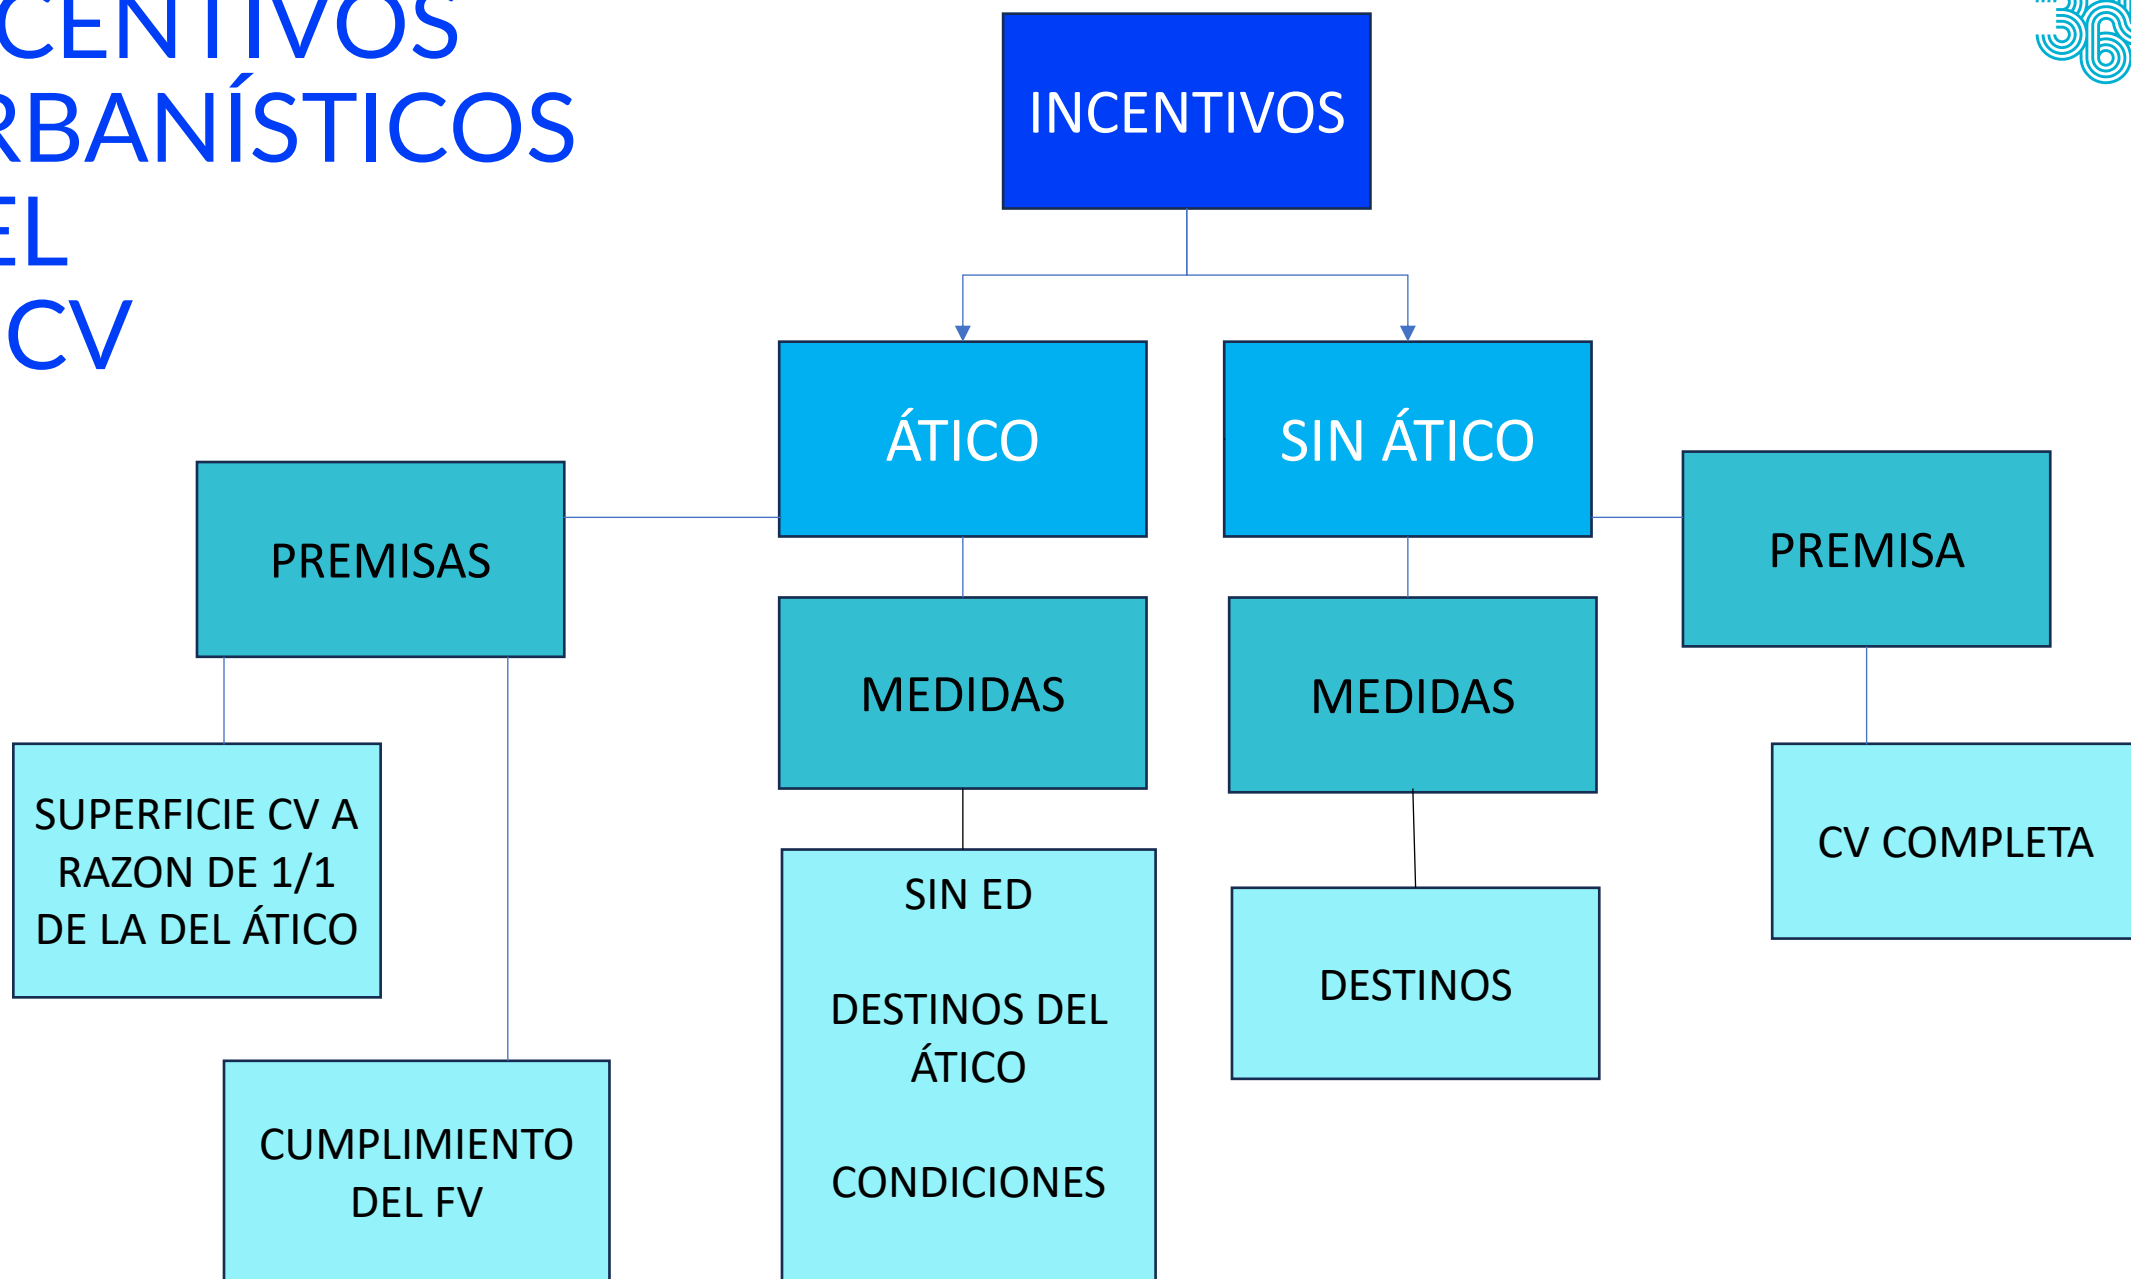 CENTIVOS
RBANÍSTICOS
EL
CV
INCENTIVOS
ÁTICO
SIN ÁTICO
PREMISAS
PREMISA
MEDIDAS
MEDIDAS
SUPERFICIE CV A
RAZON DE 1/1
DE LA DEL ÁTICO
CV COMPLETA
SIN ED
DESTINOS DEL
ÁTICO
CONDICIONES
DESTINOS
CUMPLIMIENTO
DEL FV